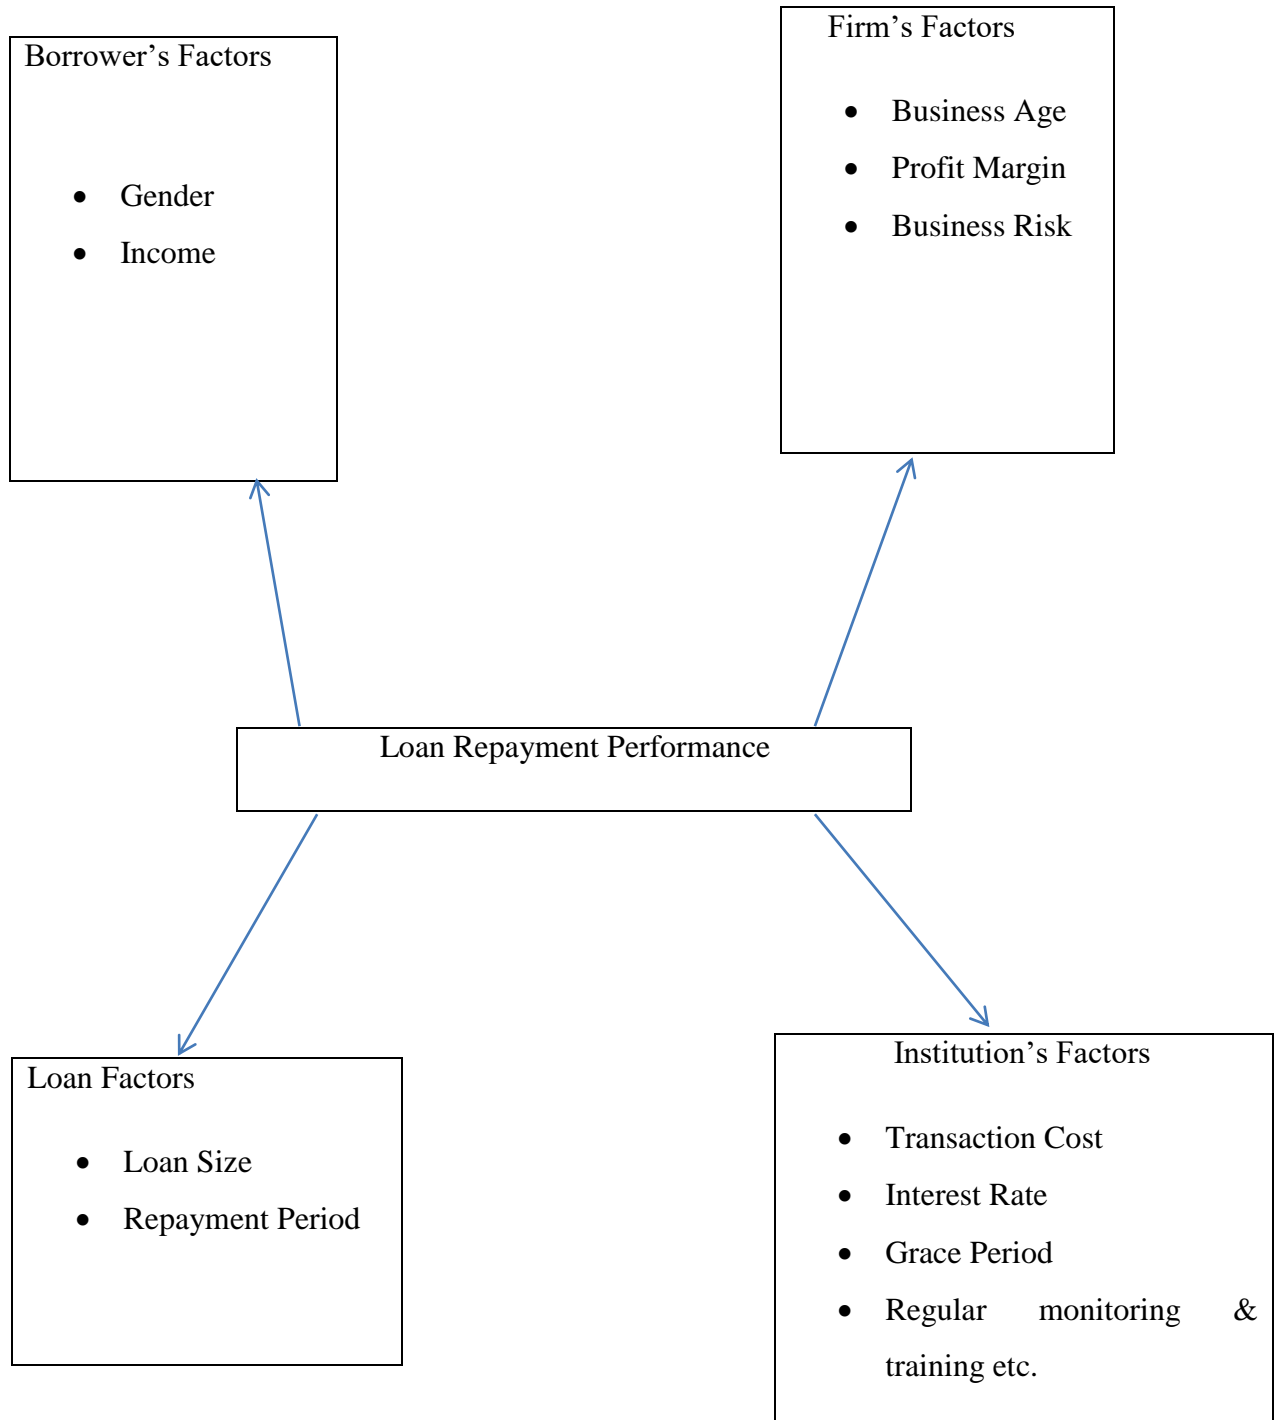 Borrower’s Factors
• Gender
• Income
Firm’s Factors
• Business Age
• Profit Margin
• Business Risk
Loan Repayment Performance
Loan Factors
• Loan Size
• Repayment Period
Institution’s Factors
• Transaction Cost
• Interest Rate
• Grace Period
• Regular monitoring &
training etc.